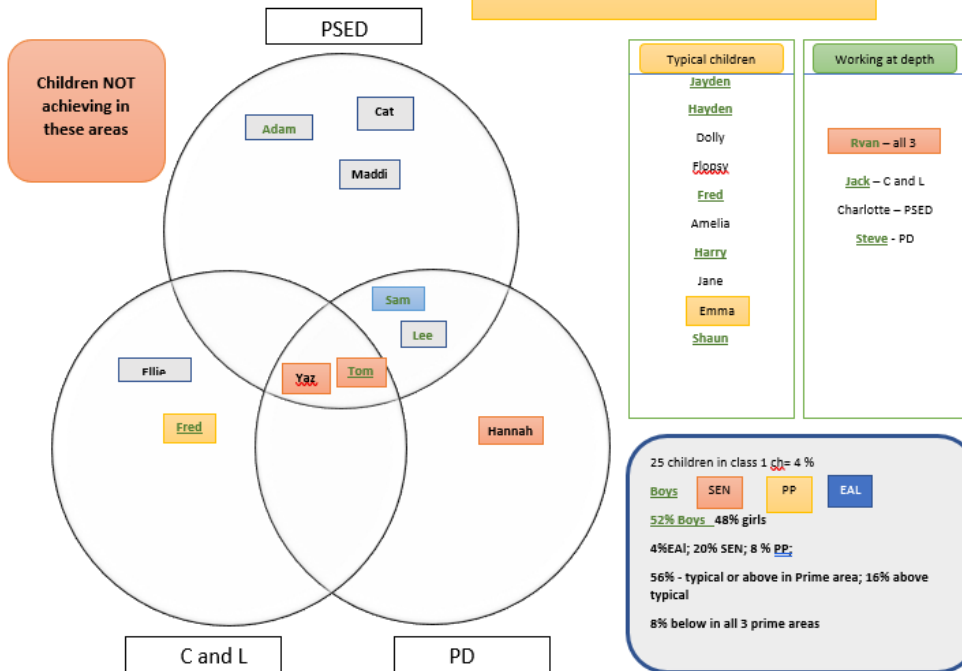 PSED
Children NOT
achieving in
these areas
Cat
Adam
Maddi
Sam
Lee
Ellie
Yaz
Tom
Fred
Hannah
C and L
PD
Typical children
Jayden
Hayden
Dolly
Flopsy
Fred
Amelia
Harry
Jane
Emma
Shaun
Working at depth
Ryan – all 3
Jack – C and L
Charlotte – PSED
Steve - PD
25 children in class 1 ch= 4 %
Boys SEN PP EAL
52% Boys 48% girls
4%EAl; 20% SEN; 8 % PP;
56% - typical or above in Prime area; 16% above
typical
8% below in all 3 prime areas